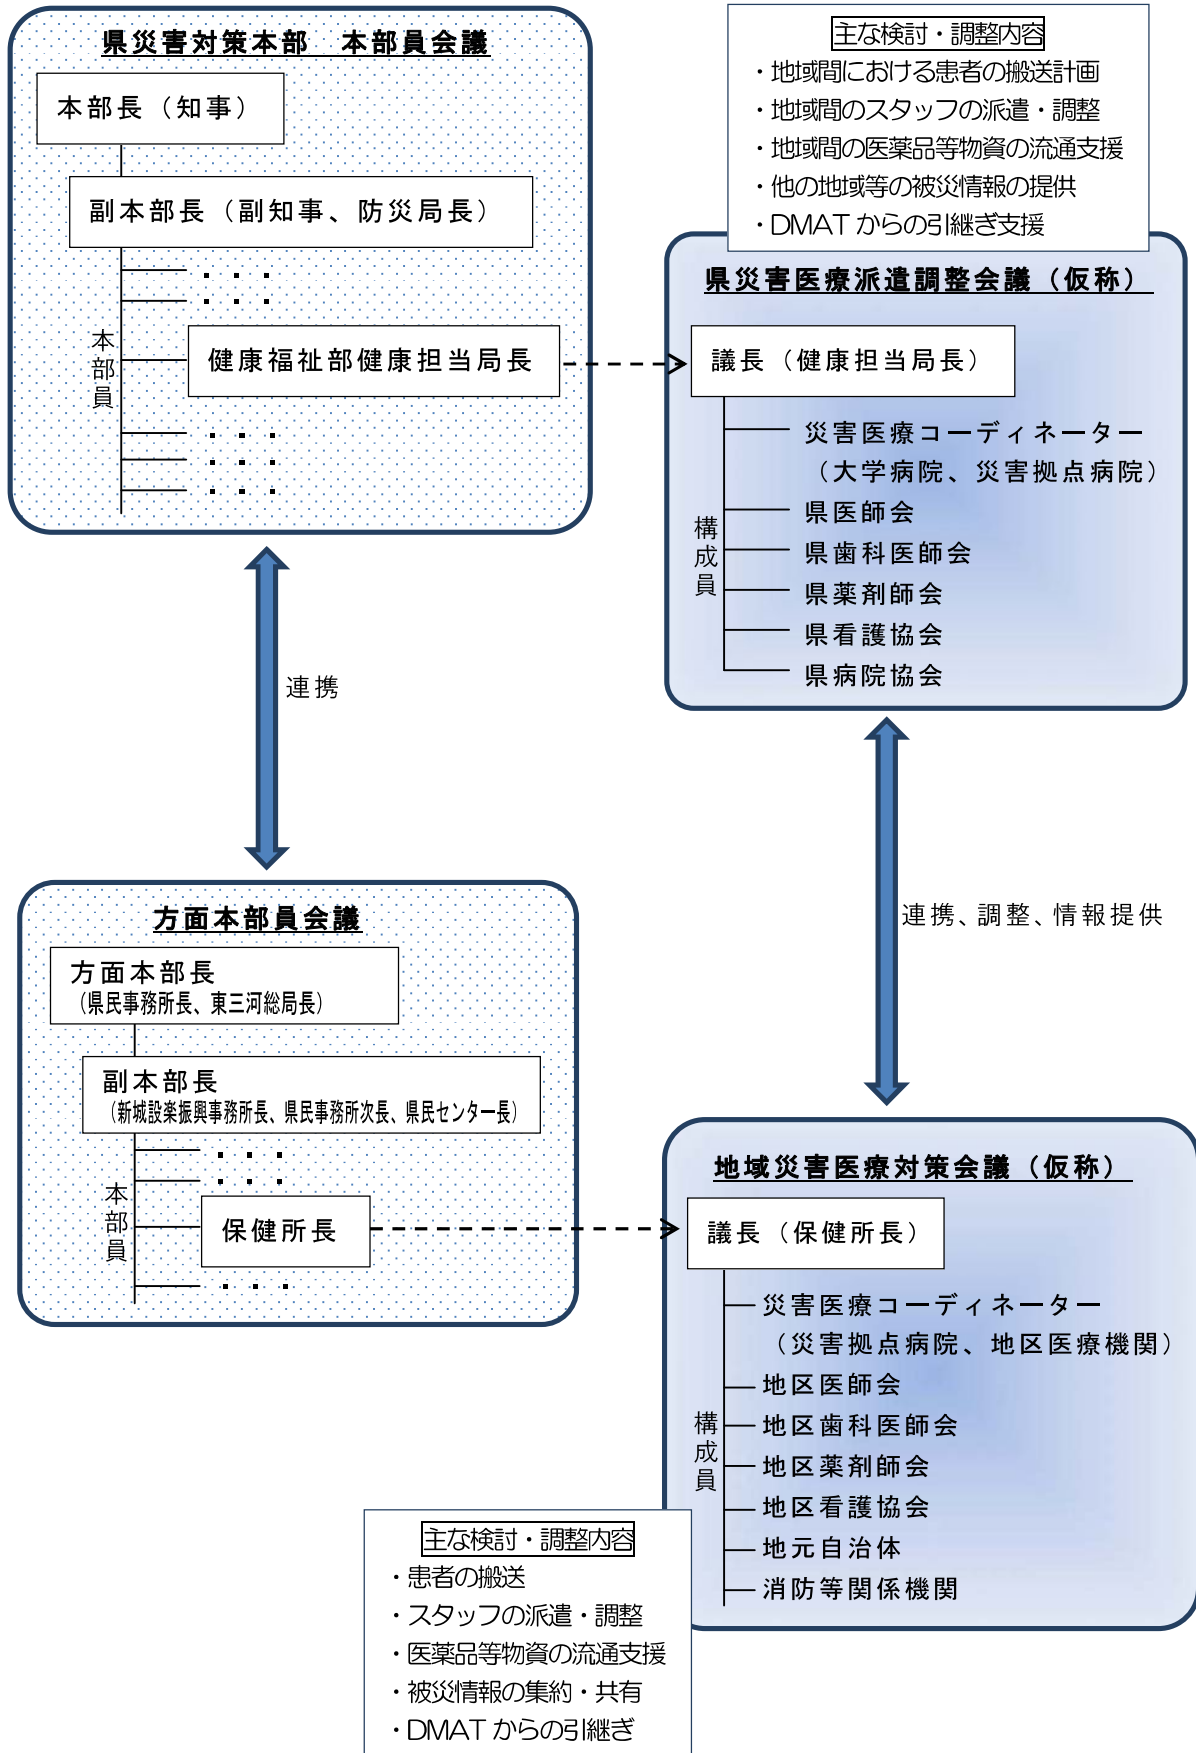 県災害対策本部　本部員会議
本部長（知事）
副本部長（副知事、防災局長）
・・・
・・・
本部員
健康福祉部健康担当局長
・・・
・・・
・・・
主な検討・調整内容
・地域間における患者の搬送計画
・地域間のスタッフの派遣・調整
・地域間の医薬品等物資の流通支援
・他の地域等の被災情報の提供
・DMATからの引継ぎ支援
県災害医療派遣調整会議（仮称）
議長（健康担当局長）
構成員
災害医療コーディネーター
（大学病院、災害拠点病院）
県医師会
県歯科医師会
県薬剤師会
県看護協会
県病院協会
連携
連携、調整、情報提供
方面本部員会議
方面本部長
（県民事務所長、東三河総局長）
副本部長
（新城設楽振興事務所長、県民事務所次長、県民センター長）
・・・
・・・
本部員
保健所長
・・・
地域災害医療対策会議（仮称）
議長（保健所長）
構成員
災害医療コーディネーター
（災害拠点病院、地区医療機関）
地区医師会
地区歯科医師会
地区薬剤師会
地区看護協会
地元自治体
消防等関係機関
主な検討・調整内容
・患者の搬送
・スタッフの派遣・調整
・医薬品等物資の流通支援
・被災情報の集約・共有
・DMATからの引継ぎ